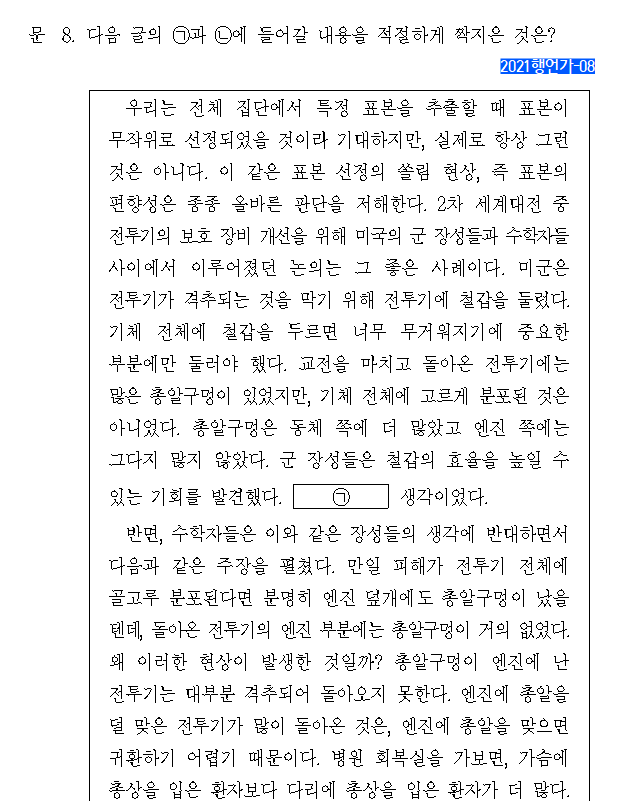 문 8. 다음 글의 ㉠과 ㉡에 들어갈 내용을 적절하게 짝지은 것은?
2021행언가-08
우리는 전체 집단에서 특정 표본을 추출할 때 표본이
무작위로 선정되었을 것이라 기대하지만, 실제로 항상 그런
것은 아니다. 이 같은 표본 선정의 쏠림 현상, 즉 표본의
편향성은 종종 올바른 판단을 저해한다. 2차 세계대전 중
전투기의 보호 장비 개선을 위해 미국의 군 장성들과 수학자들
사이에서 이루어졌던 논의는 그 좋은 사례이다. 미군은
전투기가 격추되는 것을 막기 위해 전투기에 철갑을 둘렀다.
기체 전체에 철갑을 두르면 너무 무거워지기에 중요한
부분에만 둘러야 했다. 교전을 마치고 돌아온 전투기에는
많은 총알구멍이 있었지만, 기체 전체에 고르게 분포된 것은
아니었다. 총알구멍은 동체 쪽에 더 많았고 엔진 쪽에는
그다지 많지 않았다. 군 장성들은 철갑의 효율을 높일 수
있는 기회를 발견했다. ㉠ 생각이었다.
반면, 수학자들은 이와 같은 장성들의 생각에 반대하면서
다음과 같은 주장을 펼쳤다. 만일 피해가 전투기 전체에
골고루 분포된다면 분명히 엔진 덮개에도 총알구멍이 났을
텐데, 돌아온 전투기의 엔진 부분에는 총알구멍이 거의 없었다.
왜 이러한 현상이 발생한 것일까? 총알구멍이 엔진에 난
전투기는 대부분 격추되어 돌아오지 못한다. 엔진에 총알을
덜 맞은 전투기가 많이 돌아온 것은, 엔진에 총알을 맞으면
귀환하기 어렵기 때문이다. 병원 회복실을 가보면, 가슴에
총상을 입은 환자보다 다리에 총상을 입은 환자가 더 많다.